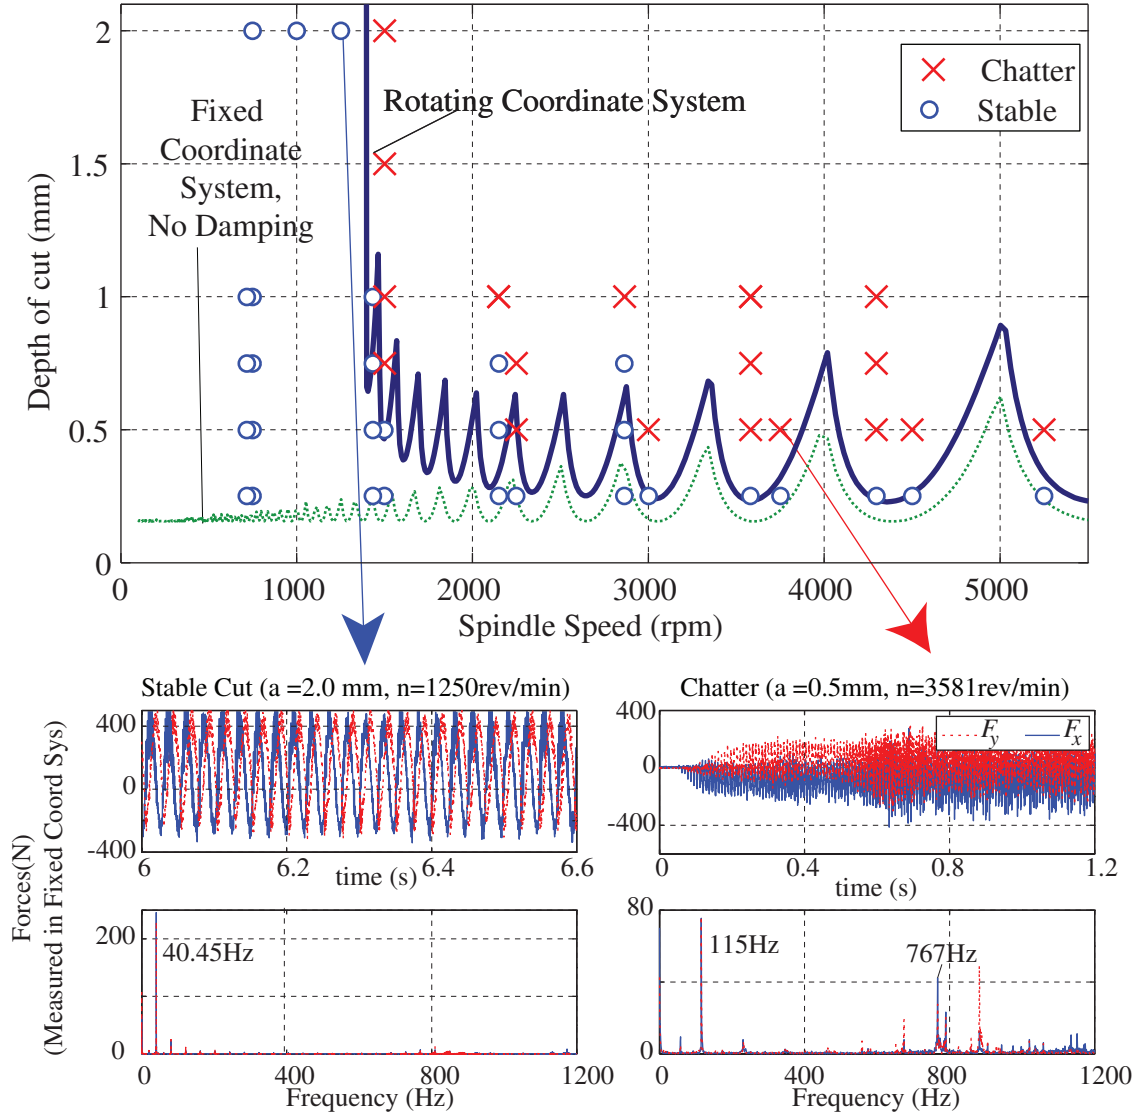 2
1.5
1
0.5
0
Depth of cut (mm)
Chatter
Stable
Rotating Coordinate System
Fixed
Coordinate
System,
No Damping
0
1000
2000
3000
4000
5000
Spindle Speed (rpm)
Stable Cut (a =2.0 mm, n=1250rev/min)
400
0
-400
6
6.2
6.4
6.6
time (s)
Chatter (a =0.5mm, n=3581rev/min)
400
0
-400
F_y
F_x
0
0.4
0.8
1.2
time (s)
Forces(N)
(Measured in Fixed Coord Sys)
200
0
40.45Hz
0
400
800
1200
Frequency (Hz)
80
40
0
115Hz
767Hz
0
400
800
1200
Frequency (Hz)